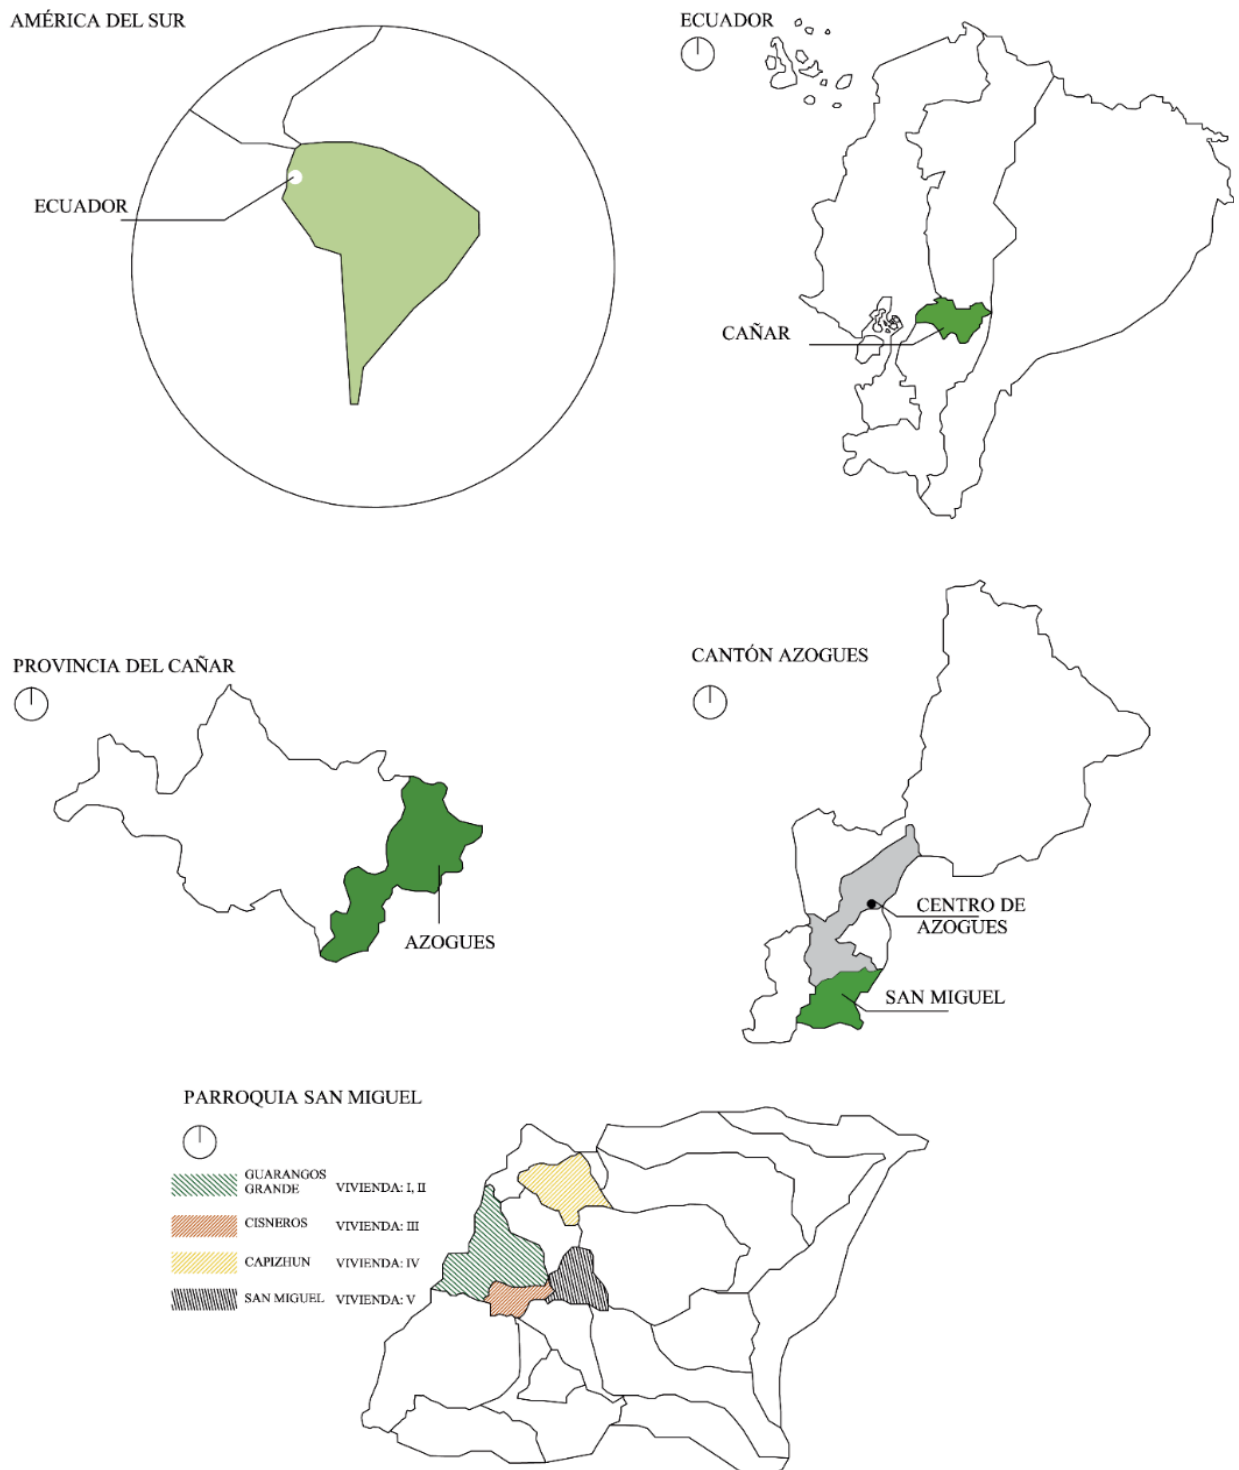 AMÉRICA DEL SUR
ECUADOR
ECUADOR
CAÑAR
PROVINCIA DEL CAÑAR
AZOGUES
CANTÓN AZOGUES
CENTRO DE
AZOGUES
SAN MIGUEL
PARROQUIA SAN MIGUEL
GUARANGOS
GRANDE VIVIENDA: I, II
CISNEROS VIVIENDA: III
CAPIZHUN VIVIENDA: IV
SAN MIGUEL VIVIENDA: V